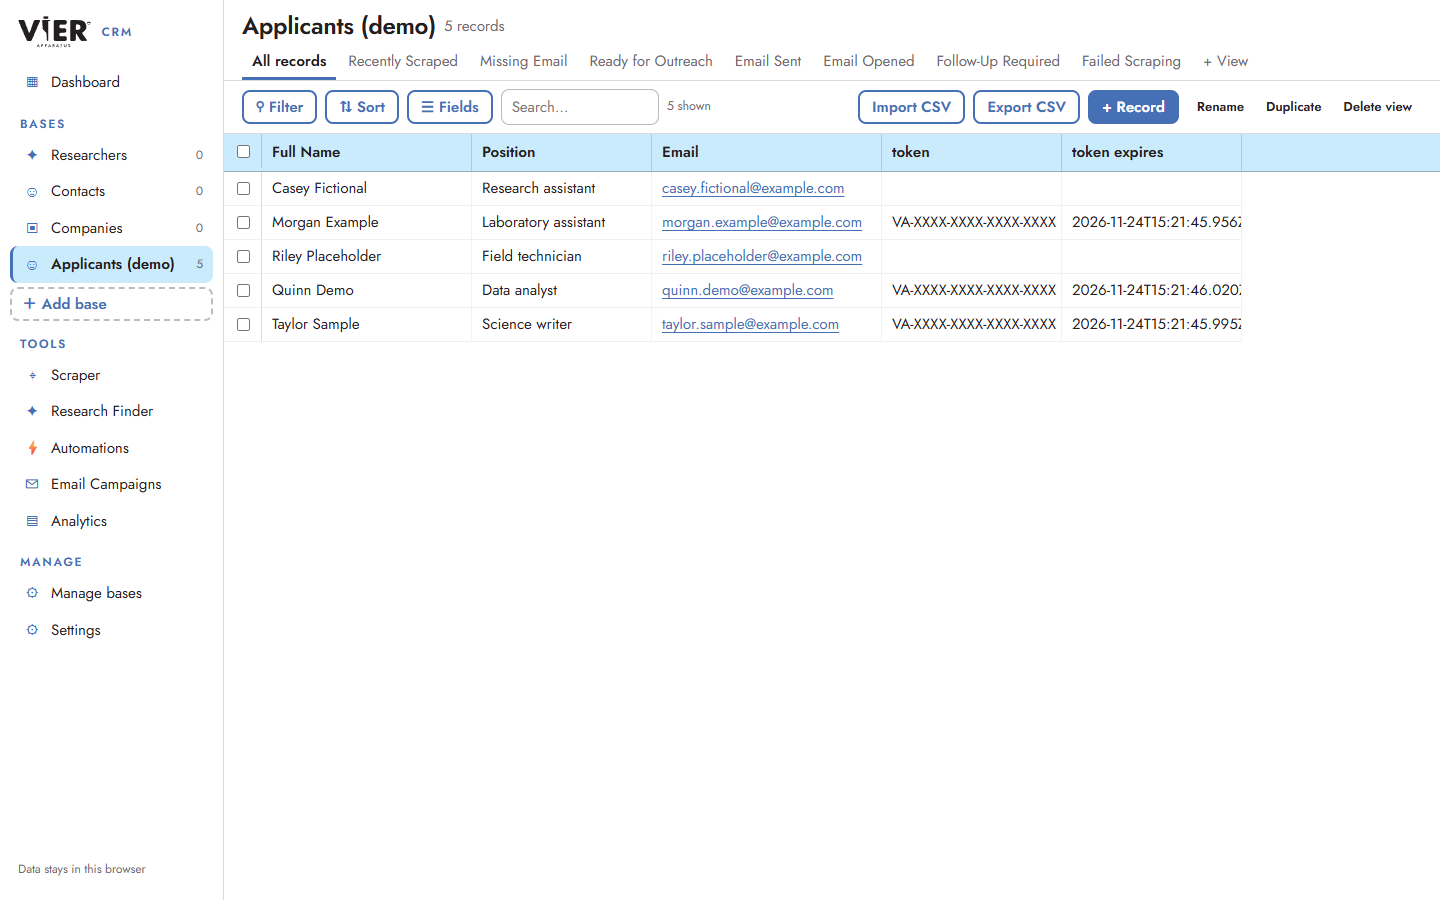 VIER CRM
APPARATUS
Dashboard
BASES
Researchers 0
Contacts 0
Companies 0
Applicants (demo) 5
+ Add base
TOOLS
Scraper
Research Finder
Automations
Email Campaigns
Analytics
MANAGE
Manage bases
Settings
Data stays in this browser
Applicants (demo) 5 records
All records Recently Scraped Missing Email Ready for Outreach Email Sent Email Opened Follow-Up Required Failed Scraping + View
Filter Sort Fields Search... 5 shown Import CSV Export CSV + Record Rename Duplicate Delete view
Full Name Position Email token token expires
Casey Fictional Research assistant casey.fictional@example.com
Morgan Example Laboratory assistant morgan.example@example.com VA-XXXX-XXXX-XXXX-XXXX 2026-11-24T15:21:45.956Z
Riley Placeholder Field technician riley.placeholder@example.com
Quinn Demo Data analyst quinn.demo@example.com VA-XXXX-XXXX-XXXX-XXXX 2026-11-24T15:21:46.020Z
Taylor Sample Science writer taylor.sample@example.com VA-XXXX-XXXX-XXXX-XXXX 2026-11-24T15:21:45.995Z